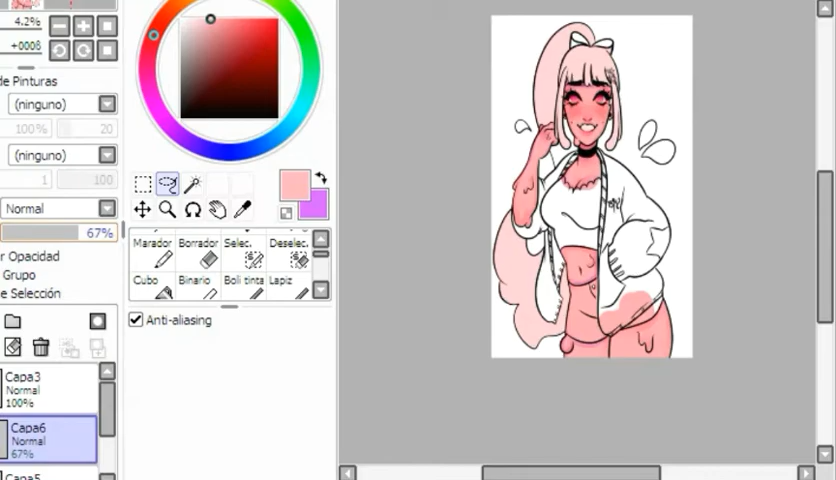 4.2%
+0008
de Pinturas
(ninguno)
100% 20
(ninguno)
1 100
Normal
67%
r Opacidad
Grupo
e Selección
Marador Borrador Selec. Deselec.
Cubo Binario Boli tinta Lapiz
Anti-aliasing
Capa3
Normal
100%
Capa6
Normal
67%
Capa5